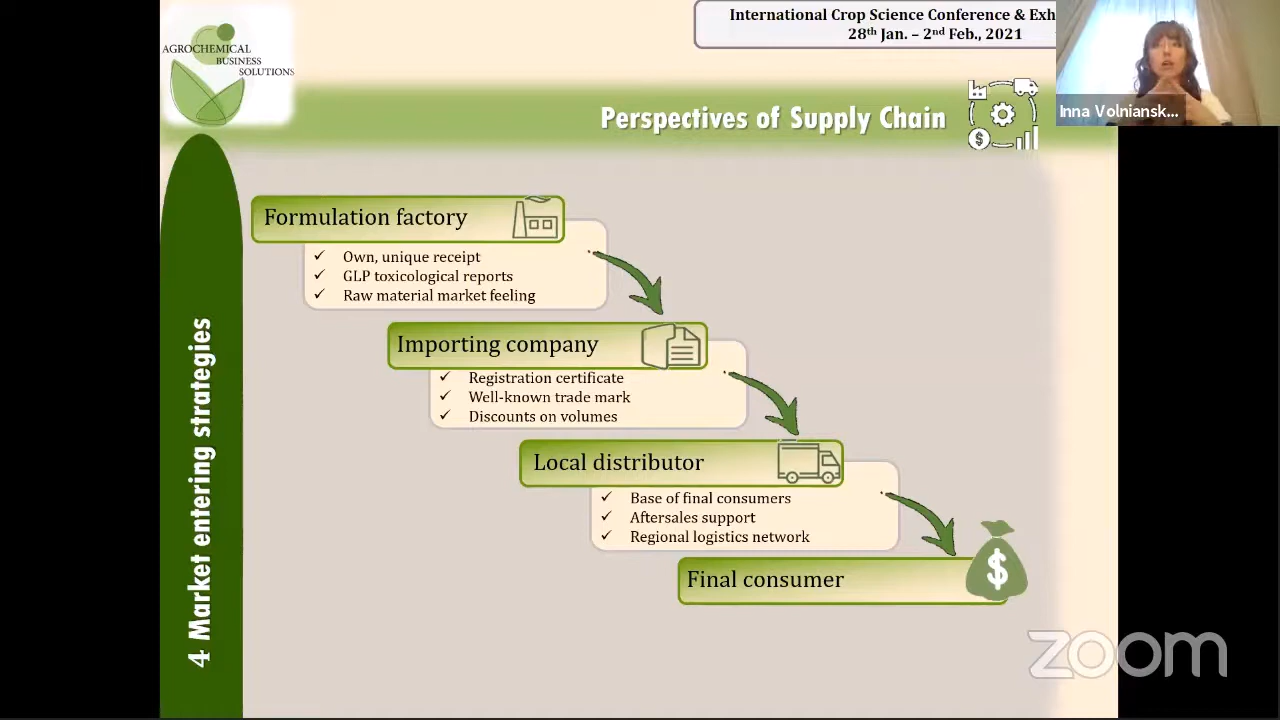 AGROCHEMICAL
BUSINESS
SOLUTIONS
International Crop Science Conference & Exh
28th Jan. – 2nd Feb., 2021
Inna Volniansk...
Perspectives of Supply Chain
4 Market entering strategies
Formulation factory
✓ Own, unique receipt
✓ GLP toxicological reports
✓ Raw material market feeling
Importing company
✓ Registration certificate
✓ Well-known trade mark
✓ Discounts on volumes
Local distributor
✓ Base of final consumers
✓ Aftersales support
✓ Regional logistics network
Final consumer
$
$
zoom